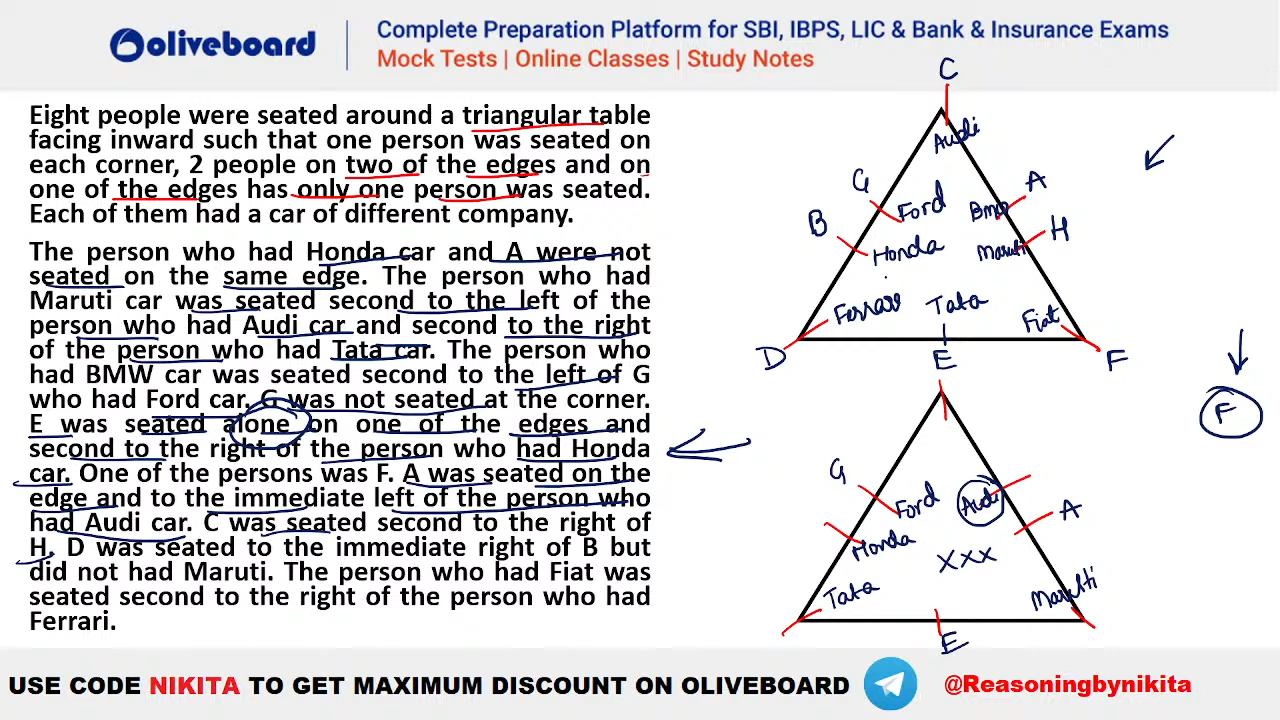 oliveboard
Complete Preparation Platform for SBI, IBPS, LIC & Bank & Insurance Exams
Mock Tests | Online Classes | Study Notes
Eight people were seated around a triangular table
facing inward such that one person was seated on
each corner, 2 people on two of the edges and on
one of the edges has only one person was seated.
Each of them had a car of different company.
The person who had Honda car and A were not
seated on the same edge. The person who had
Maruti car was seated second to the left of the
person who had Audi car and second to the right
of the person who had Tata car. The person who
had BMW car was seated second to the left of G
who had Ford car. G was not seated at the corner.
E was seated alone on one of the edges and
second to the right of the person who had Honda
car. One of the persons was F. A was seated on the
edge and to the immediate left of the person who
had Audi car. C was seated second to the right of
H. D was seated to the immediate right of B but
did not had Maruti. The person who had Fiat was
seated second to the right of the person who had
Ferrari.
C
Audi
G
Ford
Bmw
A
B
Honda
Maruti
H
Ferrari
Tata
Fiat
D
E
F
F
G
Ford
Audi
A
Honda
XXX
Tata
Marutti
E
USE CODE NIKITA TO GET MAXIMUM DISCOUNT ON OLIVEBOARD
@Reasoningbynikita